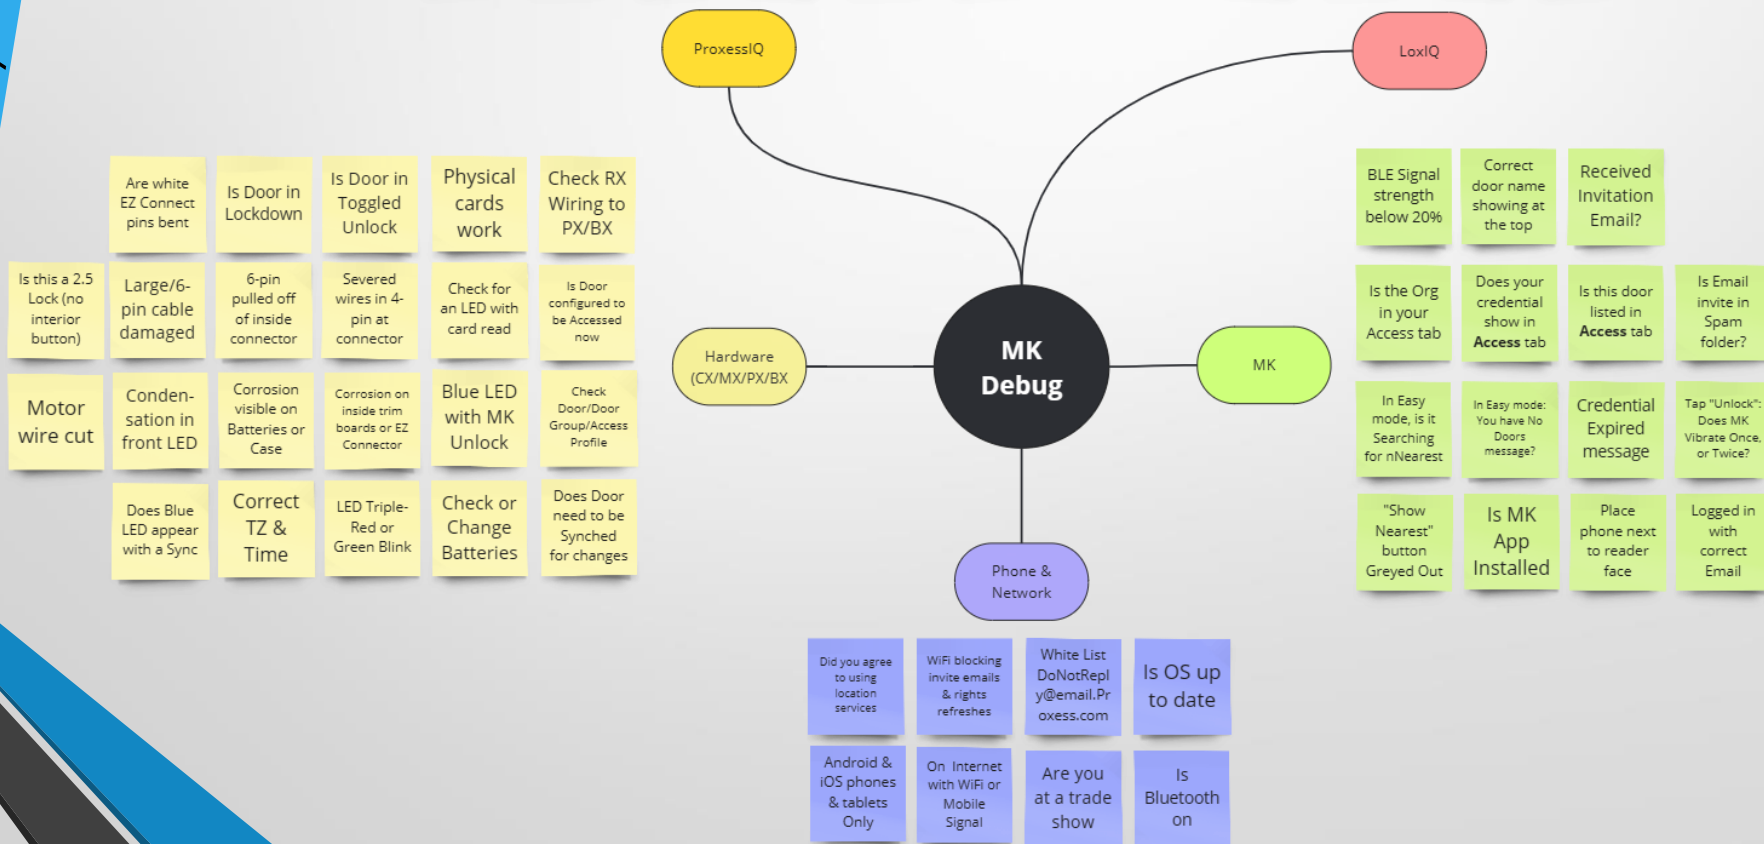 ProxessIQ
LoxIQ
Are white
EZ Connect
pins bent
Is Door in
Lockdown
Is Door in
Toggled
Unlock
Physical
cards
work
Check RX
Wiring to
PX/BX
Is this a 2.5
Lock (no
interior
button)
Large/6-
pin cable
damaged
6-pin
pulled off
of inside
connector
Severed
wires in 4-
pin at
connector
Check for
an LED with
card read
Is Door
configured to
be Accessed
now
Motor
wire cut
Conden-
sation in
front LED
Corrosion
visible on
Batteries or
Case
Corrosion on
inside trim
boards or EZ
Connector
Blue LED
with MK
Unlock
Check
Door/Door
Group/Access
Profile
Does Blue
LED appear
with a Sync
Correct
TZ &
Time
LED Triple-
Red or
Green Blink
Check or
Change
Batteries
Does Door
need to be
Synched
for changes
Hardware
(CX/MX/PX/BX
MK
Debug
MK
BLE Signal
strength
below 20%
Correct
door name
showing at
the top
Received
Invitation
Email?
Is the Org
in your
Access tab
Does your
credential
show in
Access tab
Is this door
listed in
Access tab
Is Email
invite in
Spam
folder?
In Easy
mode, is it
Searching
for nNearest
In Easy mode:
You have No
Doors
message?
Credential
Expired
message
Tap "Unlock":
Does MK
Vibrate Once,
or Twice?
"Show
Nearest"
button
Greyed Out
Is MK
App
Installed
Place
phone next
to reader
face
Logged in
with
correct
Email
Phone &
Network
Did you agree
to using
location
services
WiFi blocking
invite emails
& rights
refreshes
White List
DoNotRepl
y@email.Pr
oxess.com
Is OS up
to date
Android &
iOS phones
& tablets
Only
On Internet
with WiFi or
Mobile
Signal
Are you
at a trade
show
Is
Bluetooth
on